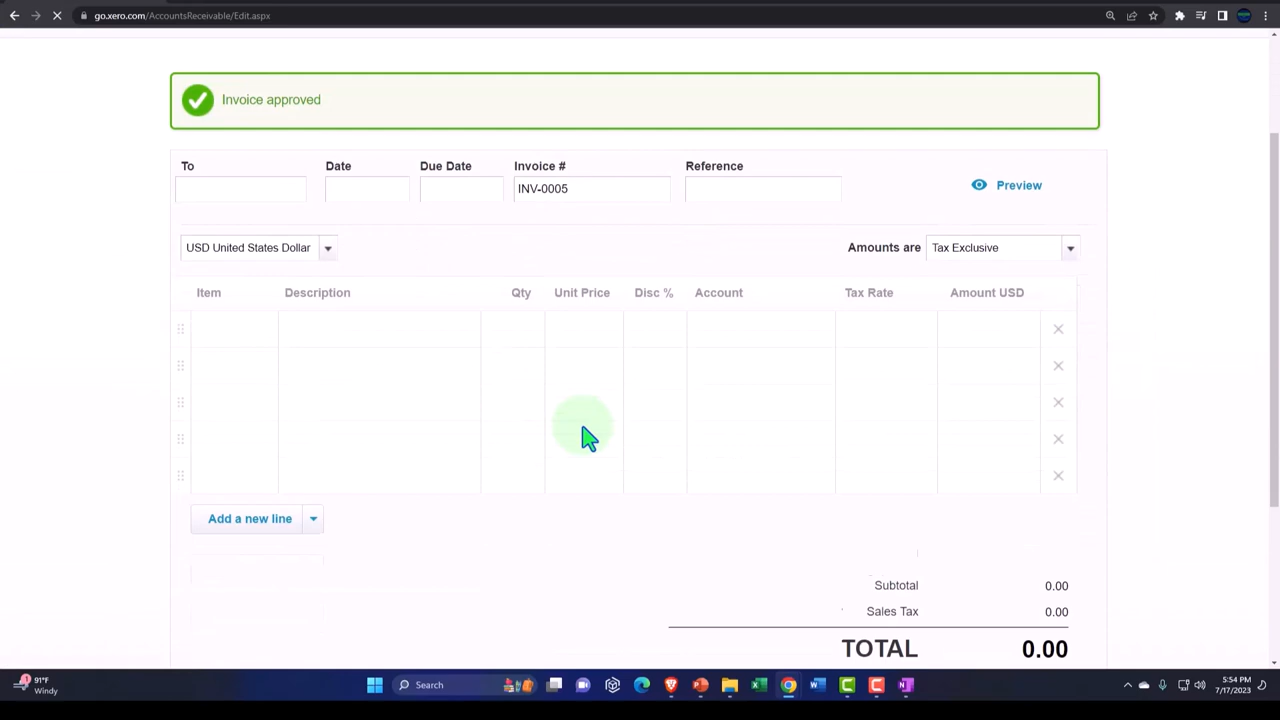 go.xero.com/AccountsReceivable/Edit.aspx
Invoice approved
To Date Due Date Invoice # Reference
INV-0005
Preview
USD United States Dollar Amounts are Tax Exclusive
Item Description Qty Unit Price Disc % Account Tax Rate Amount USD
Add a new line
Subtotal 0.00
Sales Tax 0.00
TOTAL 0.00
1
91°F
Windy
Search
5:54 PM
7/17/2023